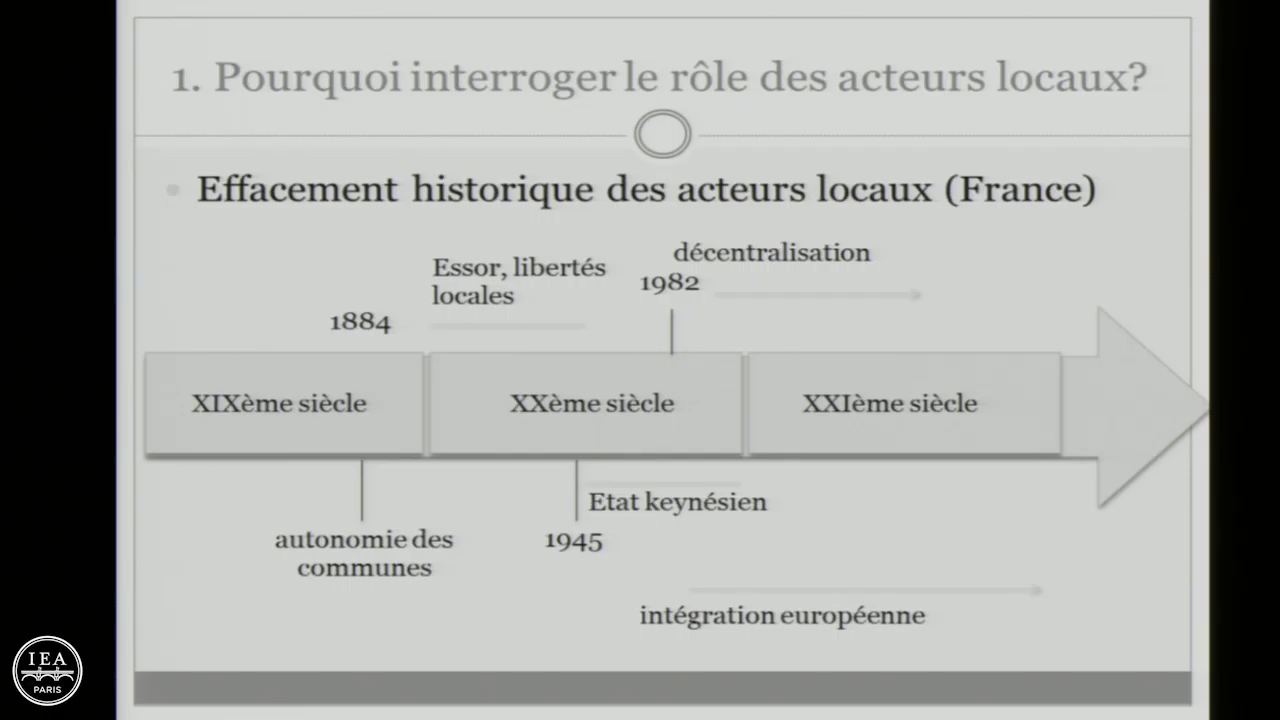 1. Pourquoi interroger le rôle des acteurs locaux?
Effacement historique des acteurs locaux (France)
décentralisation
Essor, libertés
locales
1982
1884
XIXème siècle
XXème siècle
XXIème siècle
Etat keynésien
autonomie des
communes
1945
intégration européenne
IEA
PARIS